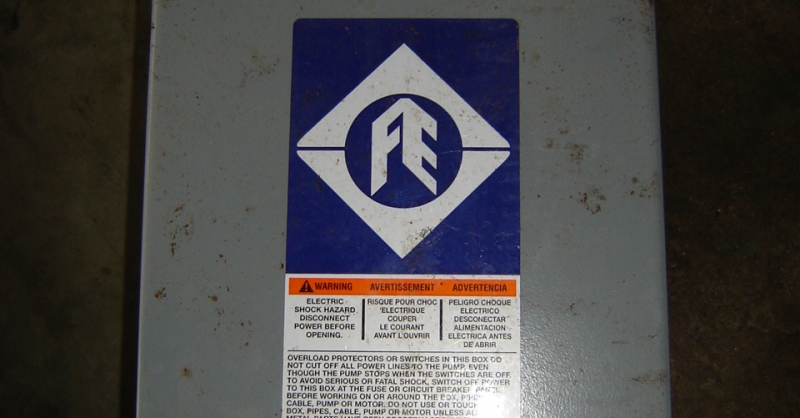 FE
WARNING AVERTISSEMENT ADVERTENCIA
ELECTRIC
SHOCK HAZARD
DISCONNECT
POWER BEFORE
OPENING.
RISQUE POUR CHOC
'ELECTRIQUE
COUPER
LE COURANT
AVANT L'OUVRIR
PELIGRO CHOQUE
ELECTRICO
DESCONECTAR
ALIMENTACION
ELECTRICA ANTES
DE ABRIR
OVERLOAD PROTECTORS OR SWITCHES IN THIS BOX DO
NOT CUT OFF ALL POWER LINES TO THE PUMP. EVEN
THOUGH THE PUMP STOPS WHEN THE SWITCHES ARE OFF.
TO AVOID SERIOUS OR FATAL SHOCK, SWITCH OFF POWER
TO THIS BOX AT THE FUSE OR CIRCUIT BREAKER PANEL
BEFORE WORKING ON OR AROUND THE BOX,
CABLE, PUMP OR MOTOR. DO NOT USE OR TOUCH
BOX, PIPES, CABLE, PUMP OR MOTOR UNLESS
METAL PARTS HAVE BEEN